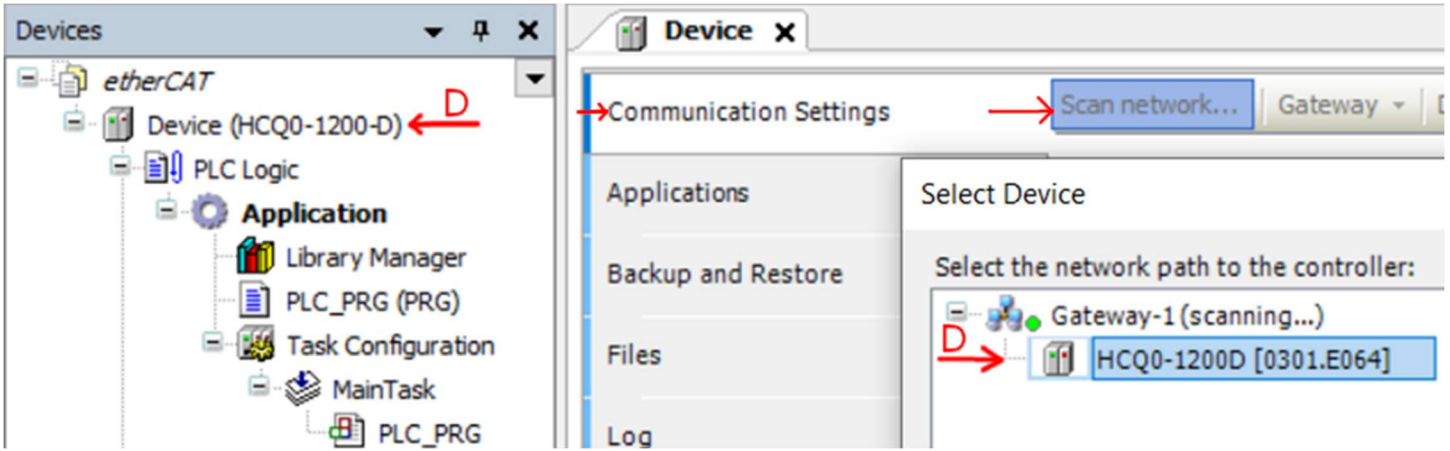 Devices
etherCAT
Device (HCQ0-1200-D)
D
PLC Logic
Application
Library Manager
PLC_PRG (PRG)
Task Configuration
MainTask
PLC_PRG
Device
Communication Settings
Applications
Backup and Restore
Files
Log
Scan network...
Gateway
Select Device
Select the network path to the controller:
Gateway-1 (scanning...)
D
HCQ0-1200D [0301.E064]